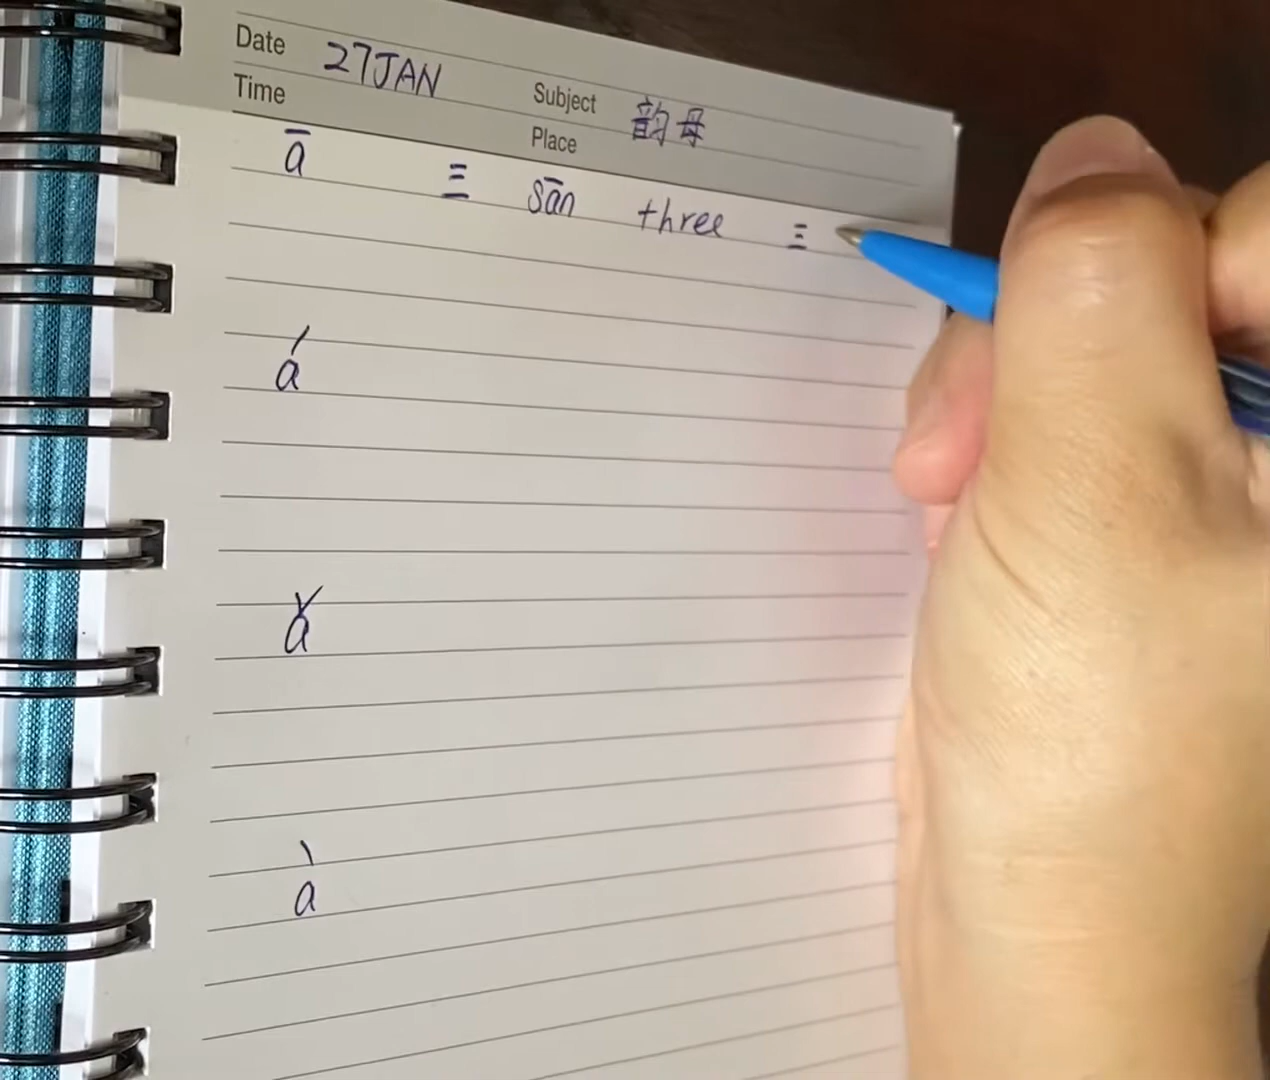 Date 27JAN Subject 韵母
Time Place
ā 三 sān three 三
á
ǎ
à